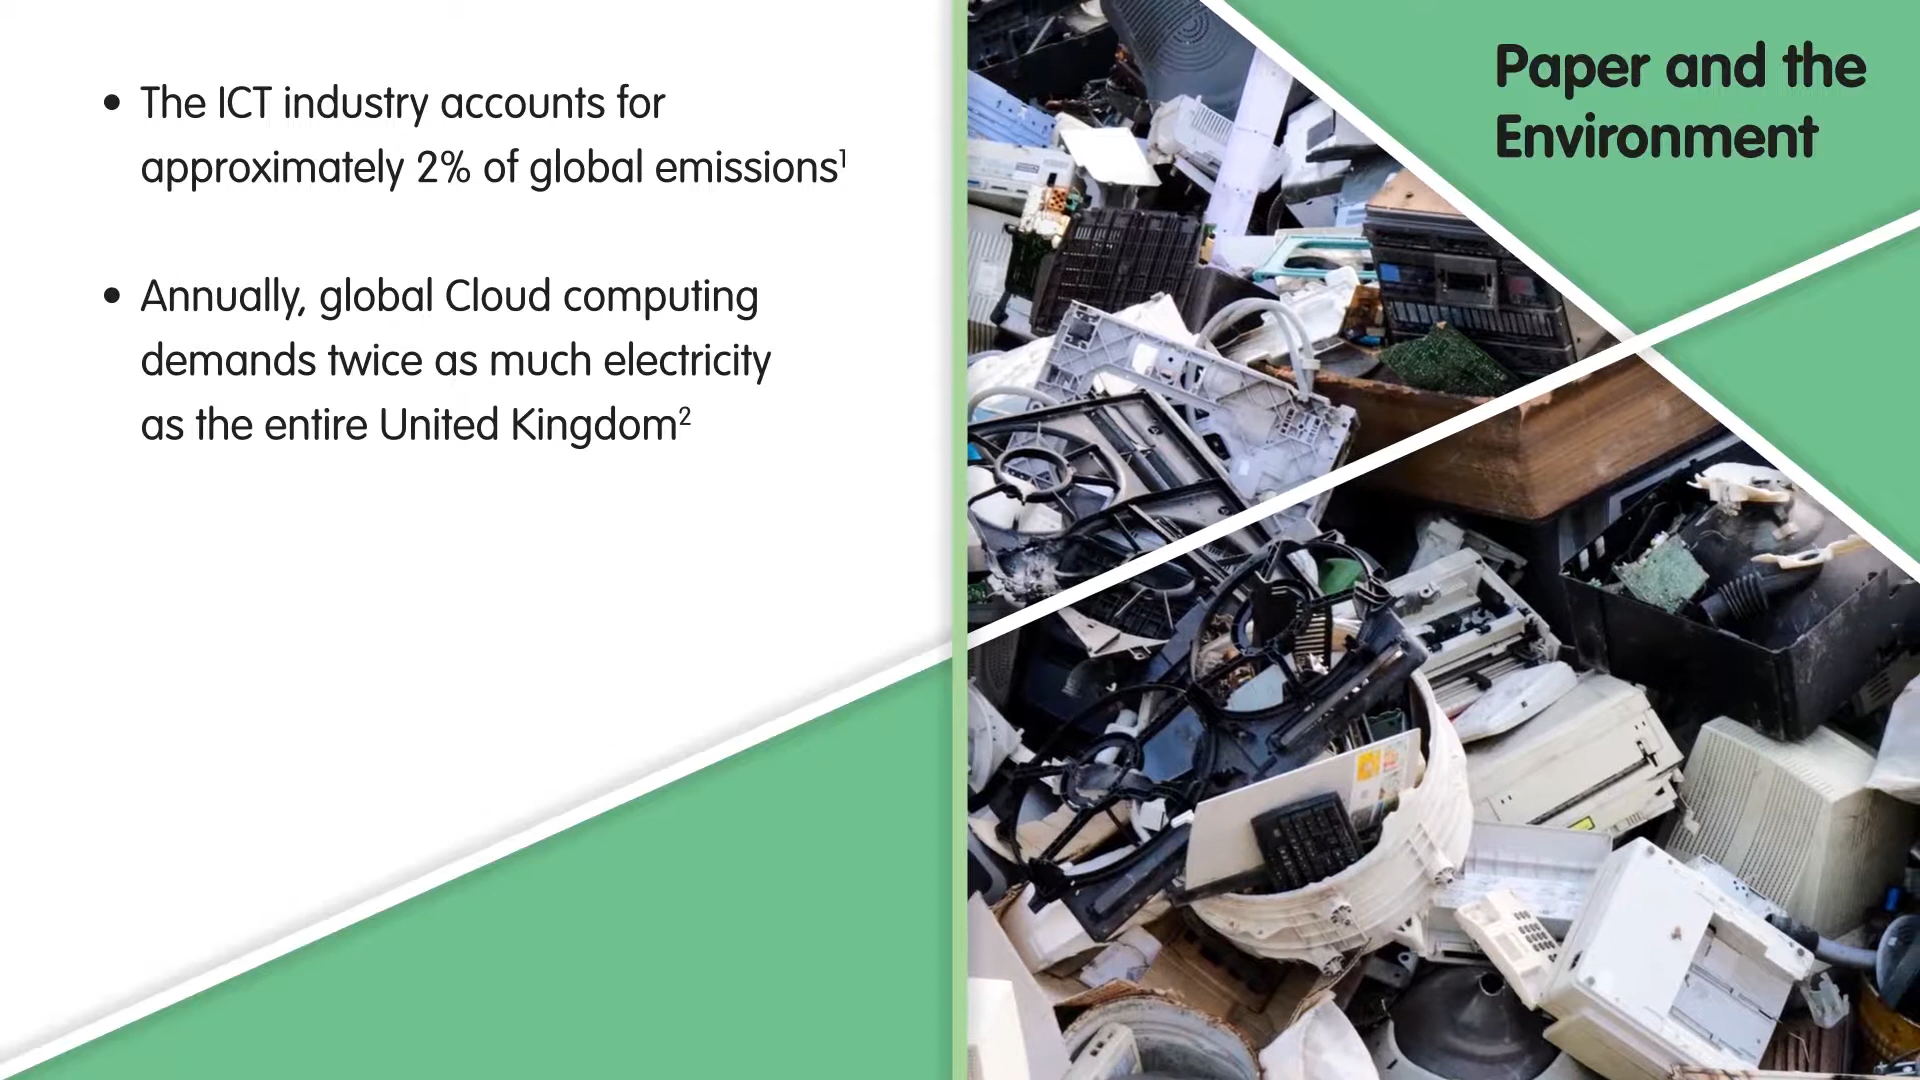 Paper and the
Environment
• The ICT industry accounts for
approximately 2% of global emissions¹
• Annually, global Cloud computing
demands twice as much electricity
as the entire United Kingdom²